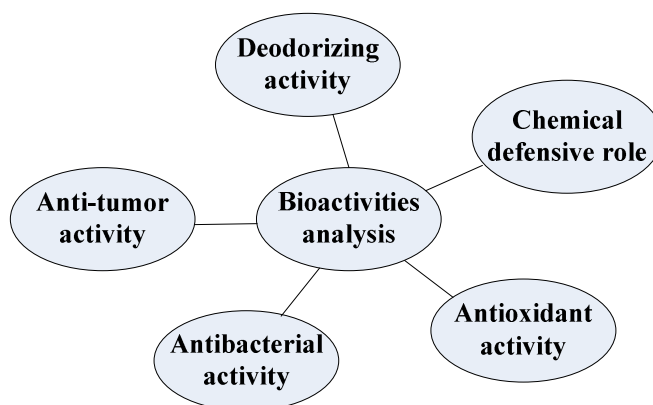 Deodorizing
activity
Chemical
defensive role
Anti-tumor
activity
Bioactivities
analysis
Antioxidant
activity
Antibacterial
activity